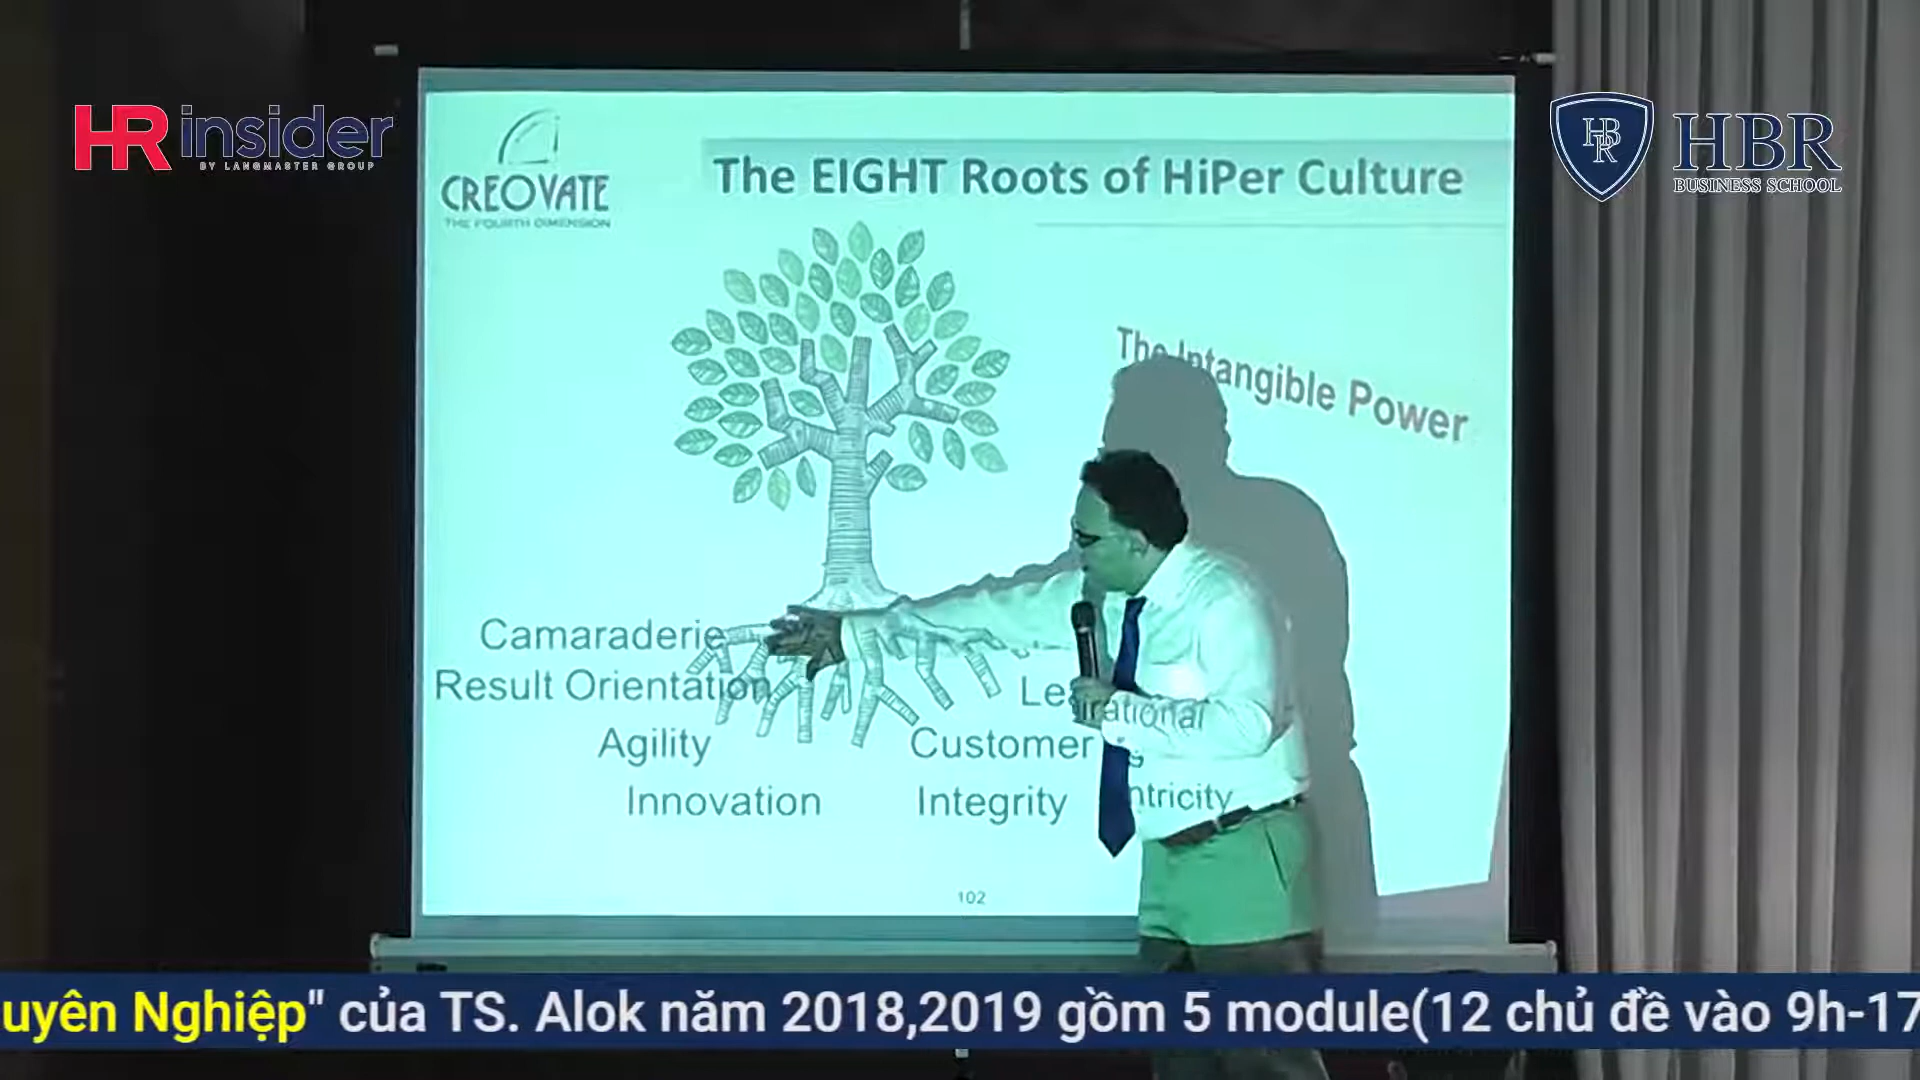 HR insider
BY LANGMASTER GROUP
CREOVATE
THE FOURTH DIMENSION
The EIGHT Roots of HiPer Culture
HBR
BUSINESS SCHOOL
The Intangible Power
Camaraderie
Result Orientation
Agility
Customer
Innovation
Integrity
102
uyên Nghiệp" của TS. Alok năm 2018,2019 gồm 5 module(12 chủ đề vào 9h-17